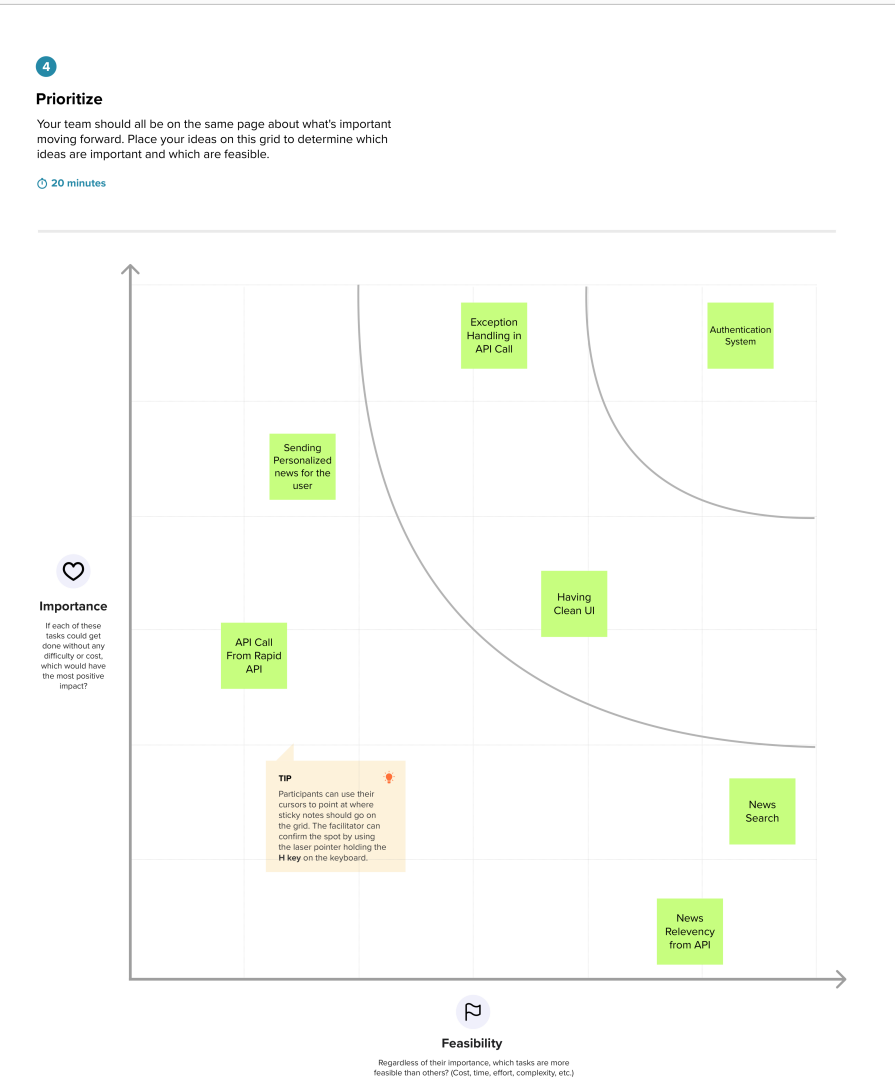 4
Prioritize
Your team should all be on the same page about what's important
moving forward. Place your ideas on this grid to determine which
ideas are important and which are feasible.
20 minutes
Exception
Handling in
API Call
Authentication
System
Sending
Personalized
news for the
user
Having
Clean UI
Importance
If each of these
tasks could get
done without any
difficulty or cost,
which would have
the most positive
impact?
API Call
From Rapid
API
TIP
Participants can use their
cursors to point at where
sticky notes should go on
the grid. The facilitator can
confirm the spot by using
the laser pointer holding the
H key on the keyboard.
News
Search
News
Relevency
from API
Feasibility
Regardless of their importance, which tasks are more
feasible than others? (Cost, time, effort, complexity, etc.)